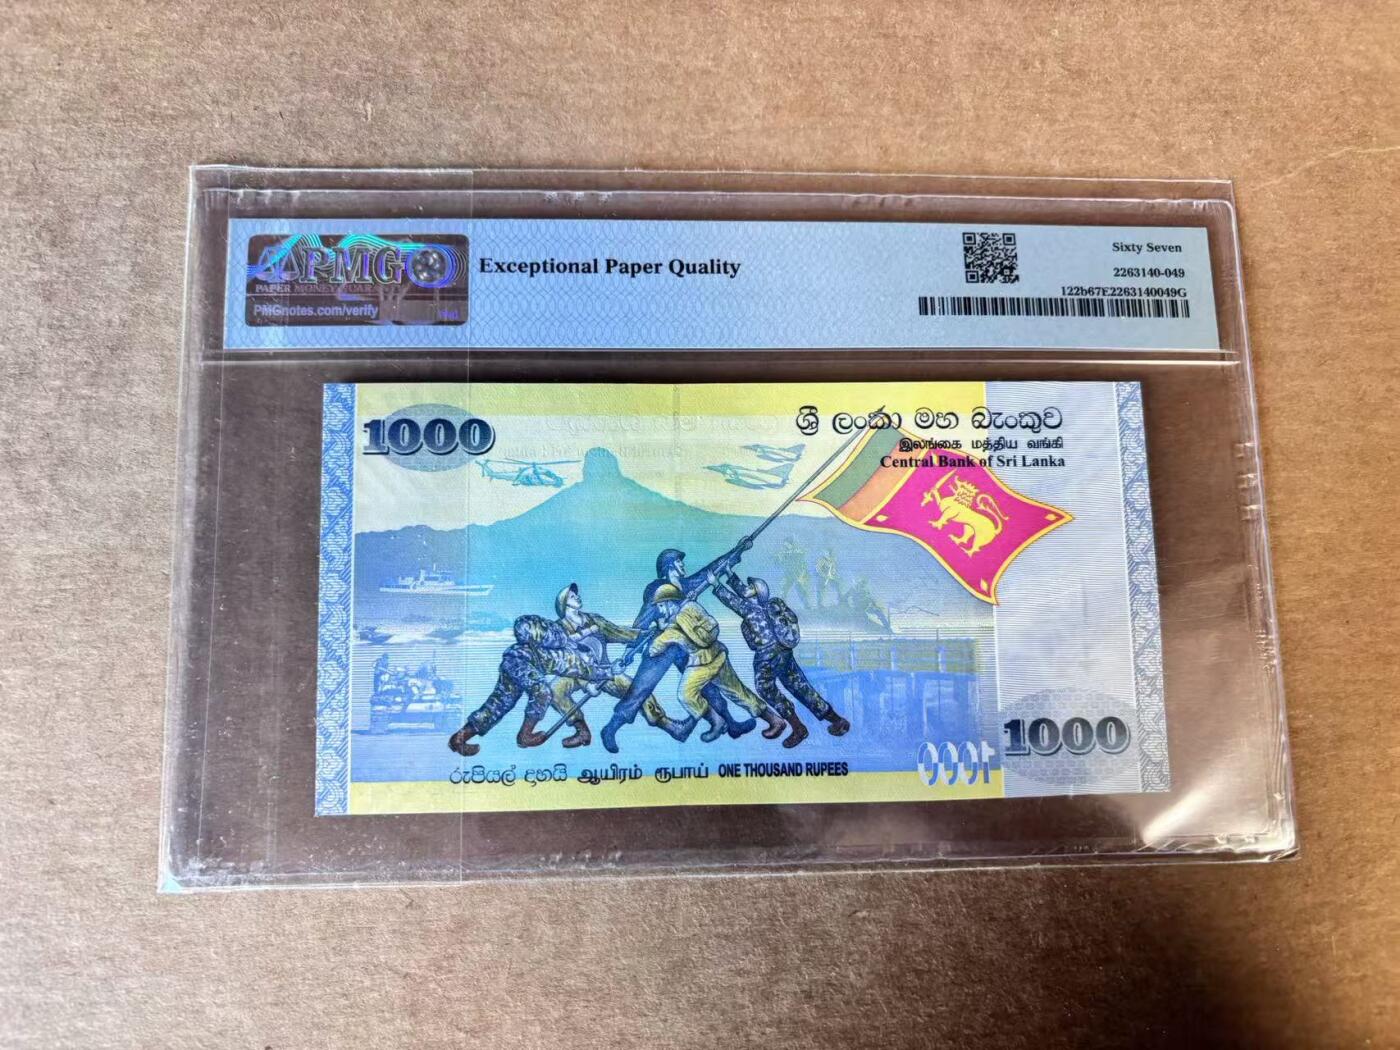 PMG
PAPER MONEY GUARANTY
PMGnotes.com/verify
Exceptional Paper Quality
Sixty Seven
2263140-049
122b67E2263140049G
1000
ශ්‍රී ලංකා මහ බැංකුව
இலங்கை மத்திய வங்கி
Central Bank of Sri Lanka
රුපියල් දාහයි ஆயிரம் ரூபாய் ONE THOUSAND RUPEES
1000
1000